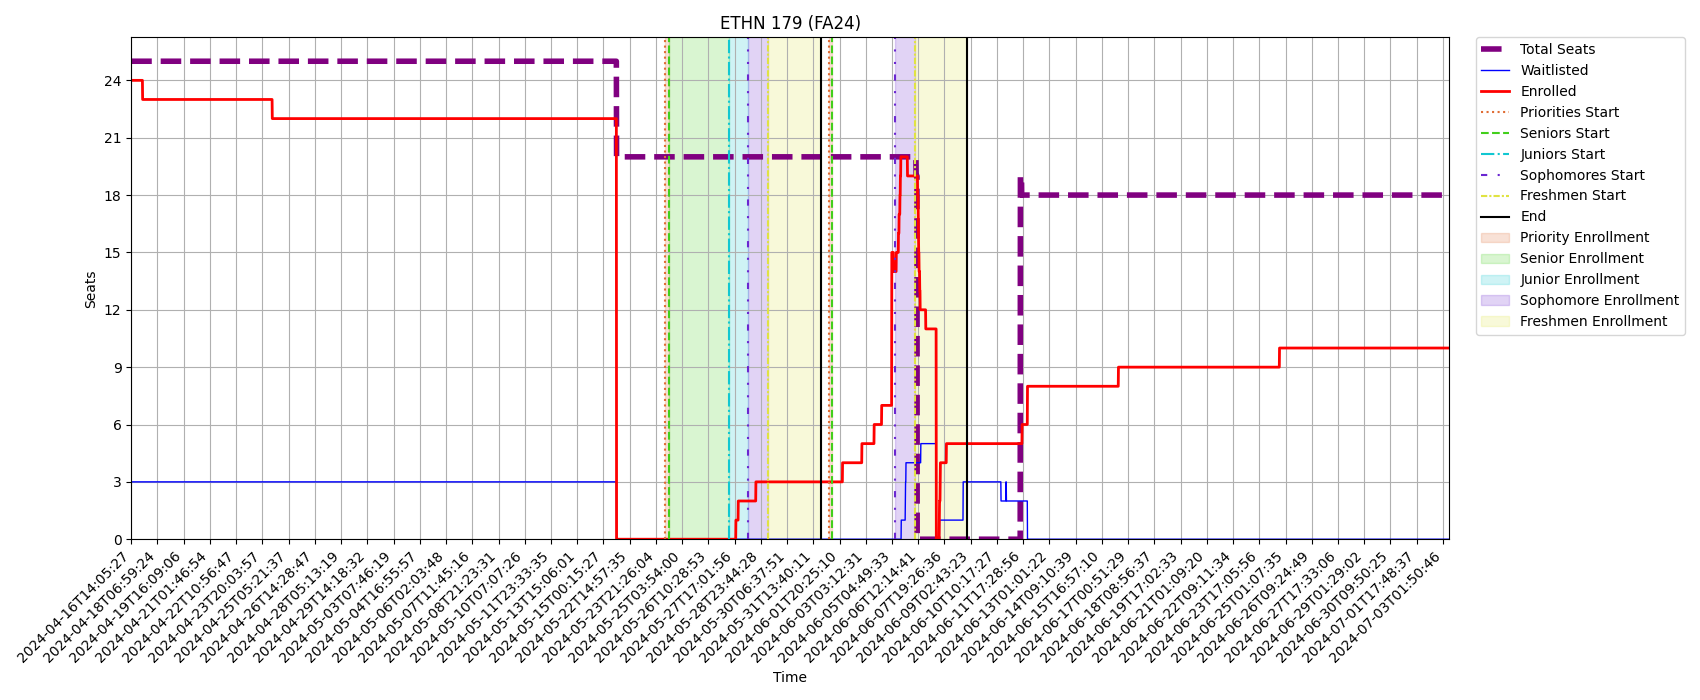 ETHN 179 (FA24)
Seats
24
21
18
15
12
9
6
3
0
2024-04-16T14:05:27
2024-04-18T06:59:24
2024-04-19T16:09:06
2024-04-21T01:46:54
2024-04-22T10:56:47
2024-04-23T20:03:57
2024-04-25T05:21:37
2024-04-26T14:28:47
2024-04-28T05:13:19
2024-04-29T14:18:32
2024-05-03T07:46:19
2024-05-04T16:55:57
2024-05-06T02:03:48
2024-05-07T11:45:16
2024-05-08T21:23:31
2024-05-10T07:07:26
2024-05-11T23:33:35
2024-05-13T15:06:01
2024-05-15T00:15:27
2024-05-22T14:57:35
2024-05-23T21:26:04
2024-05-25T03:54:00
2024-05-26T10:28:53
2024-05-27T17:01:56
2024-05-28T23:44:28
2024-05-30T06:37:51
2024-05-31T13:40:11
2024-06-01T20:25:10
2024-06-03T03:12:31
2024-06-05T04:49:33
2024-06-06T12:14:41
2024-06-07T19:26:36
2024-06-09T02:43:23
2024-06-10T10:17:27
2024-06-11T17:28:56
2024-06-13T01:01:22
2024-06-14T09:10:39
2024-06-15T16:57:10
2024-06-17T00:51:29
2024-06-18T08:56:37
2024-06-19T17:02:33
2024-06-21T01:09:20
2024-06-22T09:11:34
2024-06-23T17:05:56
2024-06-25T01:07:35
2024-06-26T09:24:49
2024-06-27T17:33:06
2024-06-29T01:29:02
2024-06-30T09:50:25
2024-07-01T17:48:37
2024-07-03T01:50:46
Time
Total Seats
Waitlisted
Enrolled
Priorities Start
Seniors Start
Juniors Start
Sophomores Start
Freshmen Start
End
Priority Enrollment
Senior Enrollment
Junior Enrollment
Sophomore Enrollment
Freshmen Enrollment